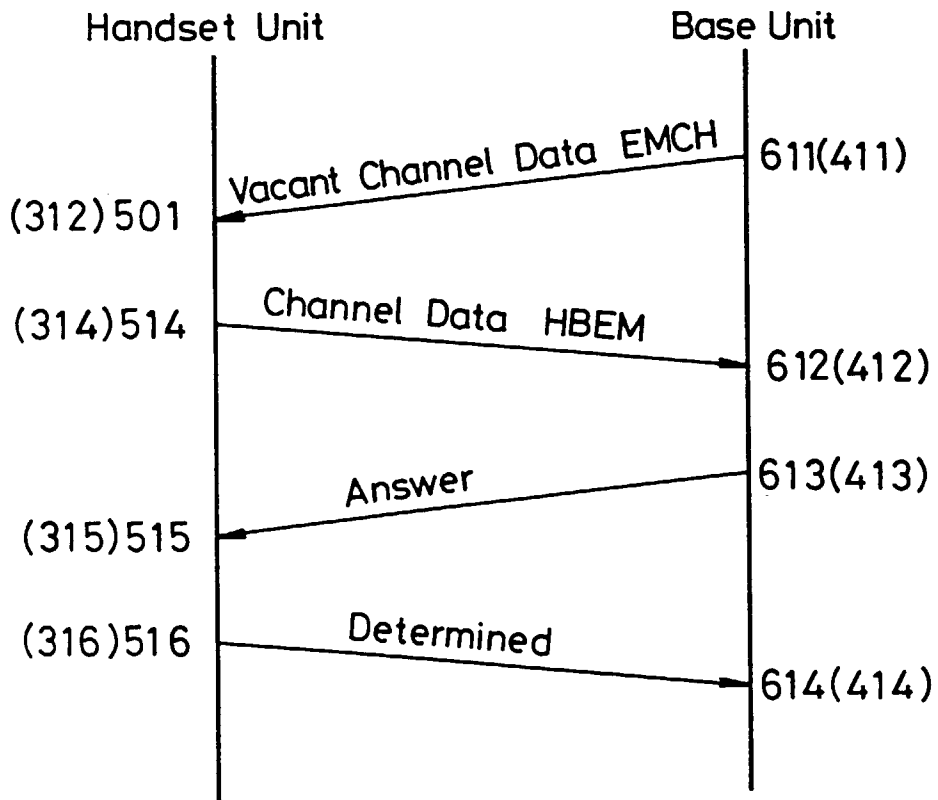 Handset Unit
Base Unit
Vacant Channel Data EMCH
611(411)
(312)501
Channel Data HBEM
(314)514
612(412)
Answer
613(413)
(315)515
Determined
(316)516
614(414)